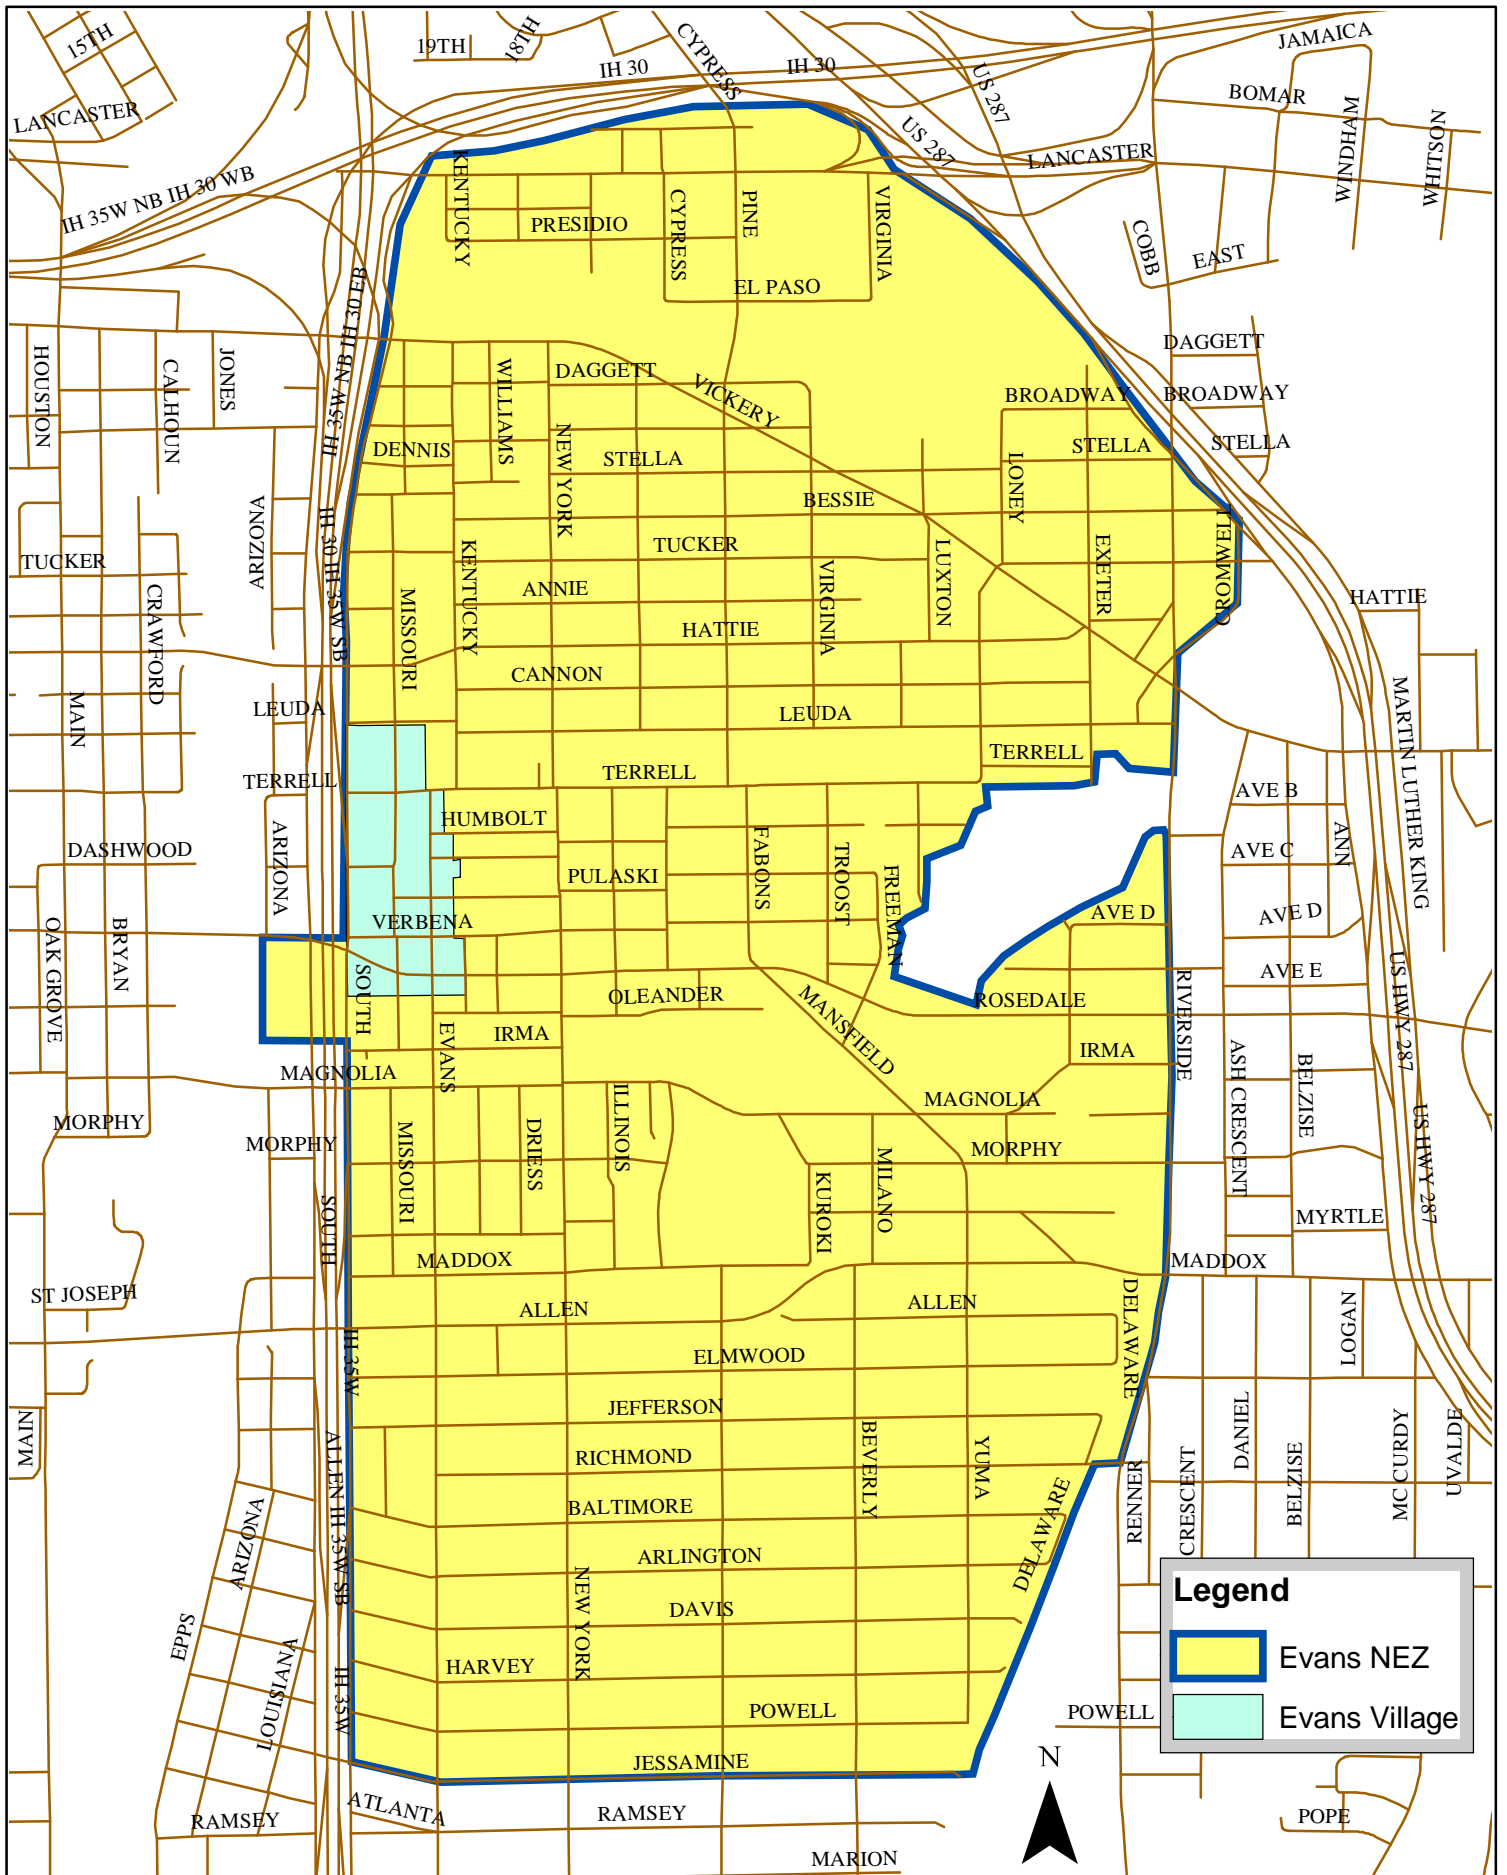 15TH
19TH
18TH
CYPRESS
IH 30
IH 30
US 287
JAMAICA
BOMAR
WINDHAM
WHITSON
LANCASTER
US 287
LANCASTER
IH 35W NB IH 30 WB
KENTUCKY
PRESIDIO
CYPRESS
PINE
VIRGINIA
COBB
EAST
EL PASO
IH 35W NB IH 30 EB
HOUSTON
CALHOUN
JONES
WILLIAMS
DAGGETT
VICKERY
BROADWAY
DAGGETT
BROADWAY
DENNIS
NEW YORK
STELLA
LONEY
STELLA
STELLA
BESSIE
ARIZONA
IH 30 IH 35W SB
TUCKER
CRAWFORD
KENTUCKY
TUCKER
LUXTON
EXETER
LIEWWORD
ANNIE
VIRGINIA
MISSOURI
HATTIE
HATTIE
CANNON
MAIN
LEUDA
LEUDA
MARTIN LUTHER KING
TERRELL
TERRELL
TERRELL
AVE B
ARIZONA
HUMBOLT
FABONS
TROOST
FREEMAN
ANN
DASHWOOD
AVE C
PULASKI
OAK GROVE
BRYAN
VERBENA
AVE D
AVE D
SOUTH
AVE E
RIVERSIDE
US HWY 287
OLEANDER
MANSFIELD
ROSEDALE
EVANS
IRMA
IRMA
ASH CRESCENT
BELZISE
MAGNOLIA
ILLINOIS
MAGNOLIA
US HWY 287
MORPHY
MORPHY
MISSOURI
DRIESS
MORPHY
KUROKI
MILANO
SOUTH
MYRTLE
MADDOX
MADDOX
ST JOSEPH
ALLEN
ALLEN
DELAWARE
LOGAN
IH 35W
ELMWOOD
JEFFERSON
MAIN
BEVERLY
YUMA
DANIEL
MC CURDY
UVALDE
ALLEN IH 35W SB
RICHMOND
RENNER
CRESCENT
BELZISE
BALTIMORE
DELAWARE
ARIZONA
ARLINGTON
NEW YORK
DAVIS
EPPS
LOUISIANA
IH 35W
HARVEY
POWELL
POWELL
JESSAMINE
ATLANTA
RAMSEY
RAMSEY
POPE
MARION
N
Legend
Evans NEZ
Evans Village